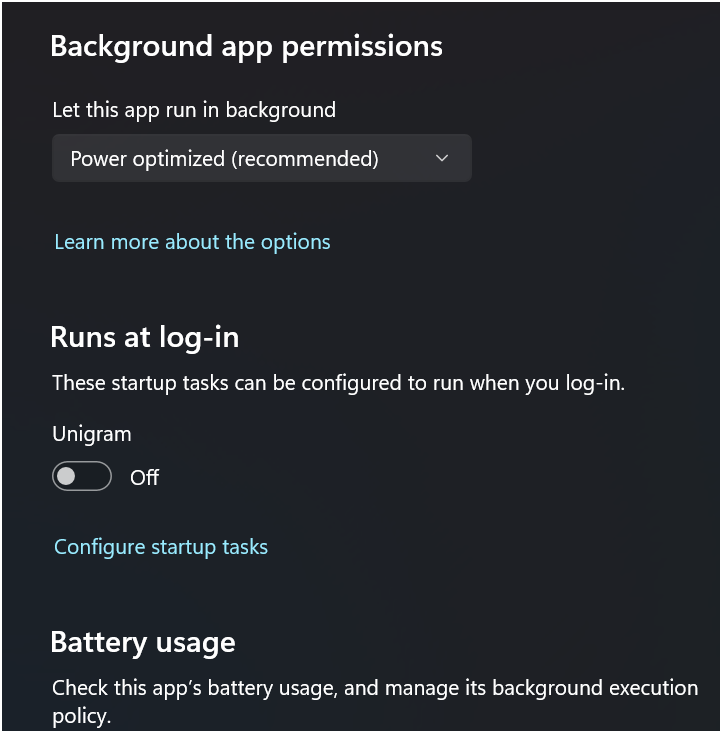 Background app permissions
Let this app run in background
Power optimized (recommended)
Learn more about the options
Runs at log-in
These startup tasks can be configured to run when you log-in.
Unigram
Off
Configure startup tasks
Battery usage
Check this app’s battery usage, and manage its background execution
policy.